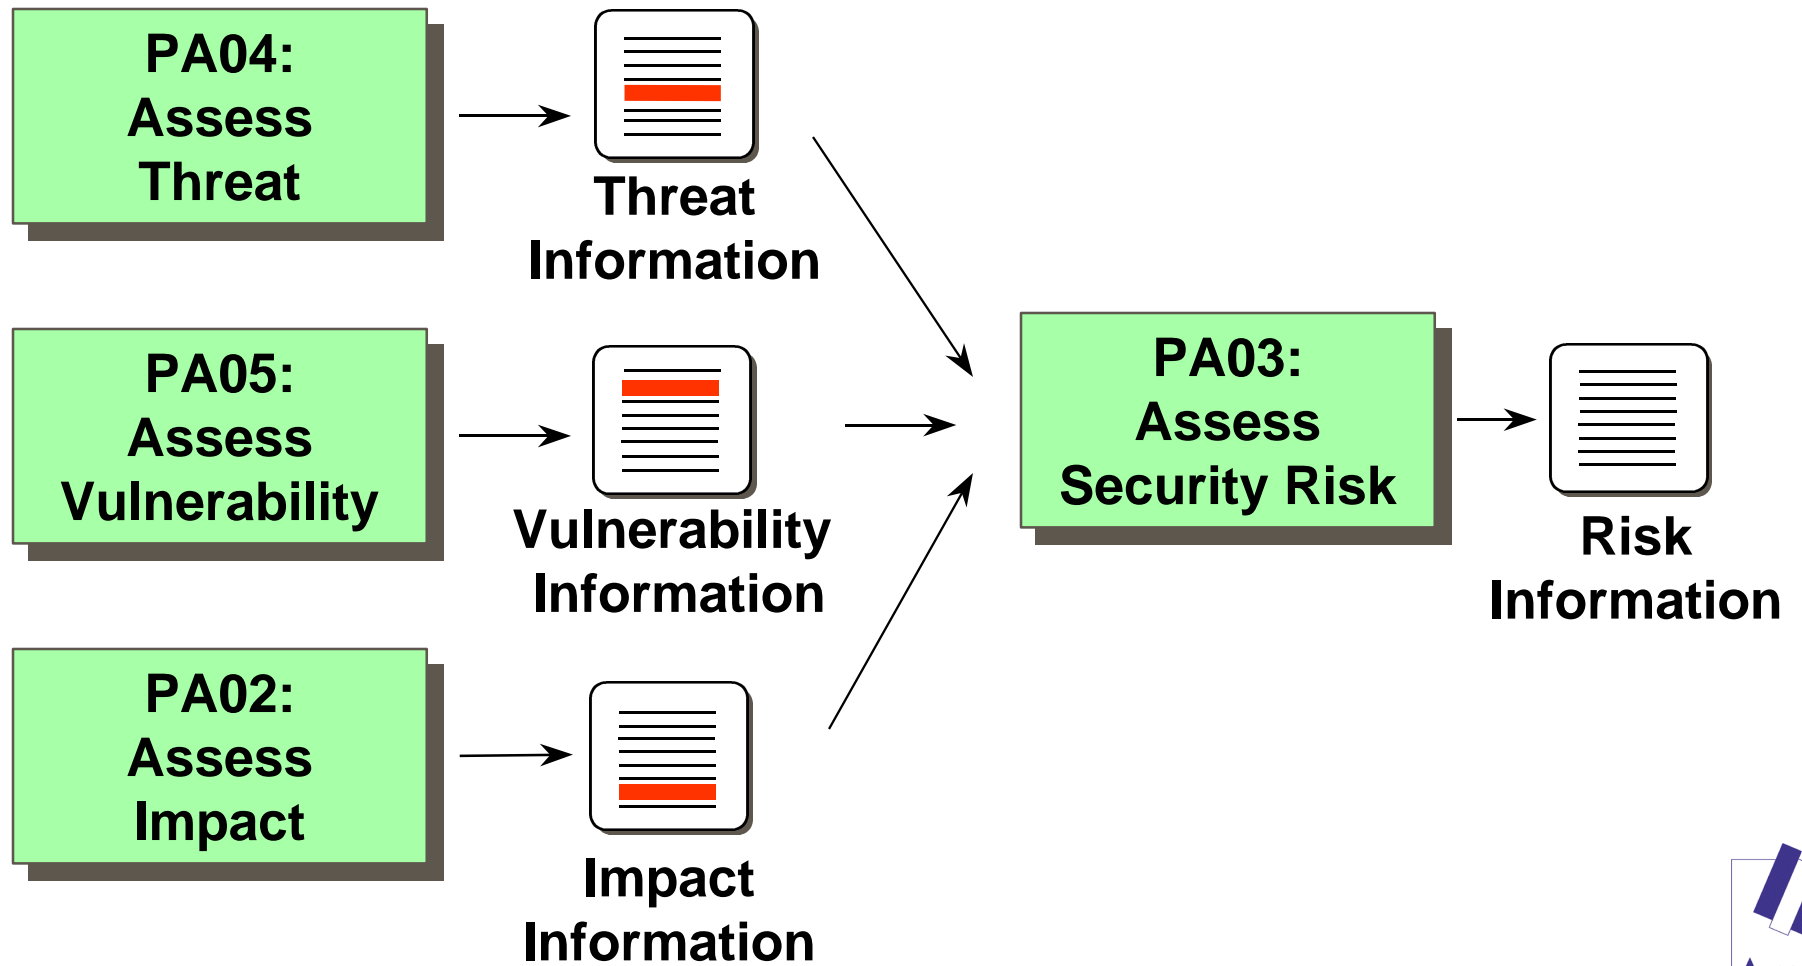 PA04:
Assess
Threat
Threat
Information
PA05:
Assess
Vulnerability
Vulnerability
Information
PA02:
Assess
Impact
Impact
Information
PA03:
Assess
Security Risk
Risk
Information